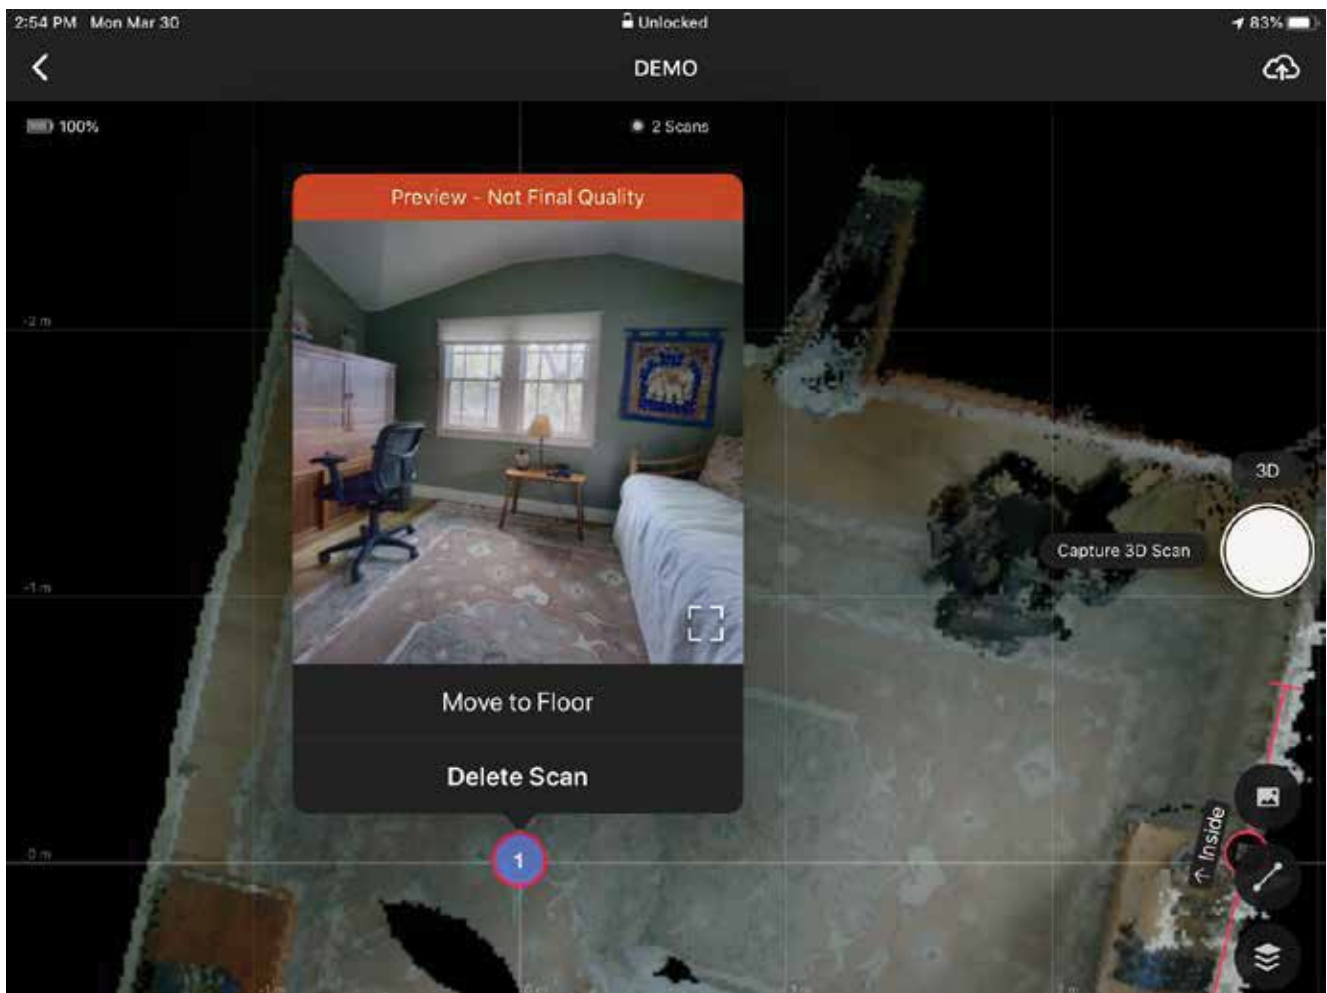 2:54 PM Mon Mar 30
Unlocked
83%
DEMO
100%
2 Scans
Preview - Not Final Quality
-2 m
3D
Capture 3D Scan
-1 m
Move to Floor
Delete Scan
↑ Inside
-0 m
1